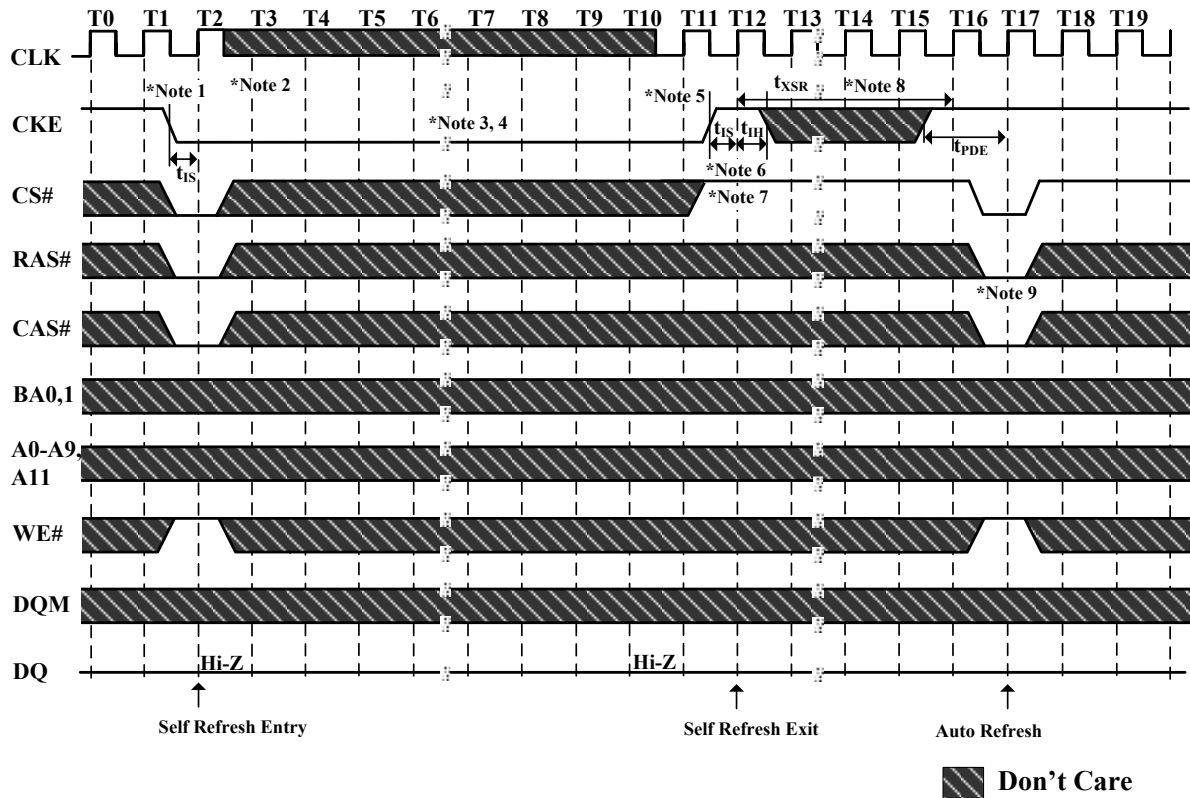 T0 T1 T2 T3 T4 T5 T6 T7 T8 T9 T10 T11 T12 T13 T14 T15 T16 T17 T18 T19
CLK
*Note 1 *Note 2 *Note 5 tXSR *Note 8
CKE *Note 3, 4 tIS tIH tPDE
tIS
*Note 6
CS# *Note 7
RAS#
*Note 9
CAS#
BA0,1
A0-A9,
A11
WE#
DQM
Hi-Z Hi-Z
DQ
Self Refresh Entry Self Refresh Exit Auto Refresh
Don't Care